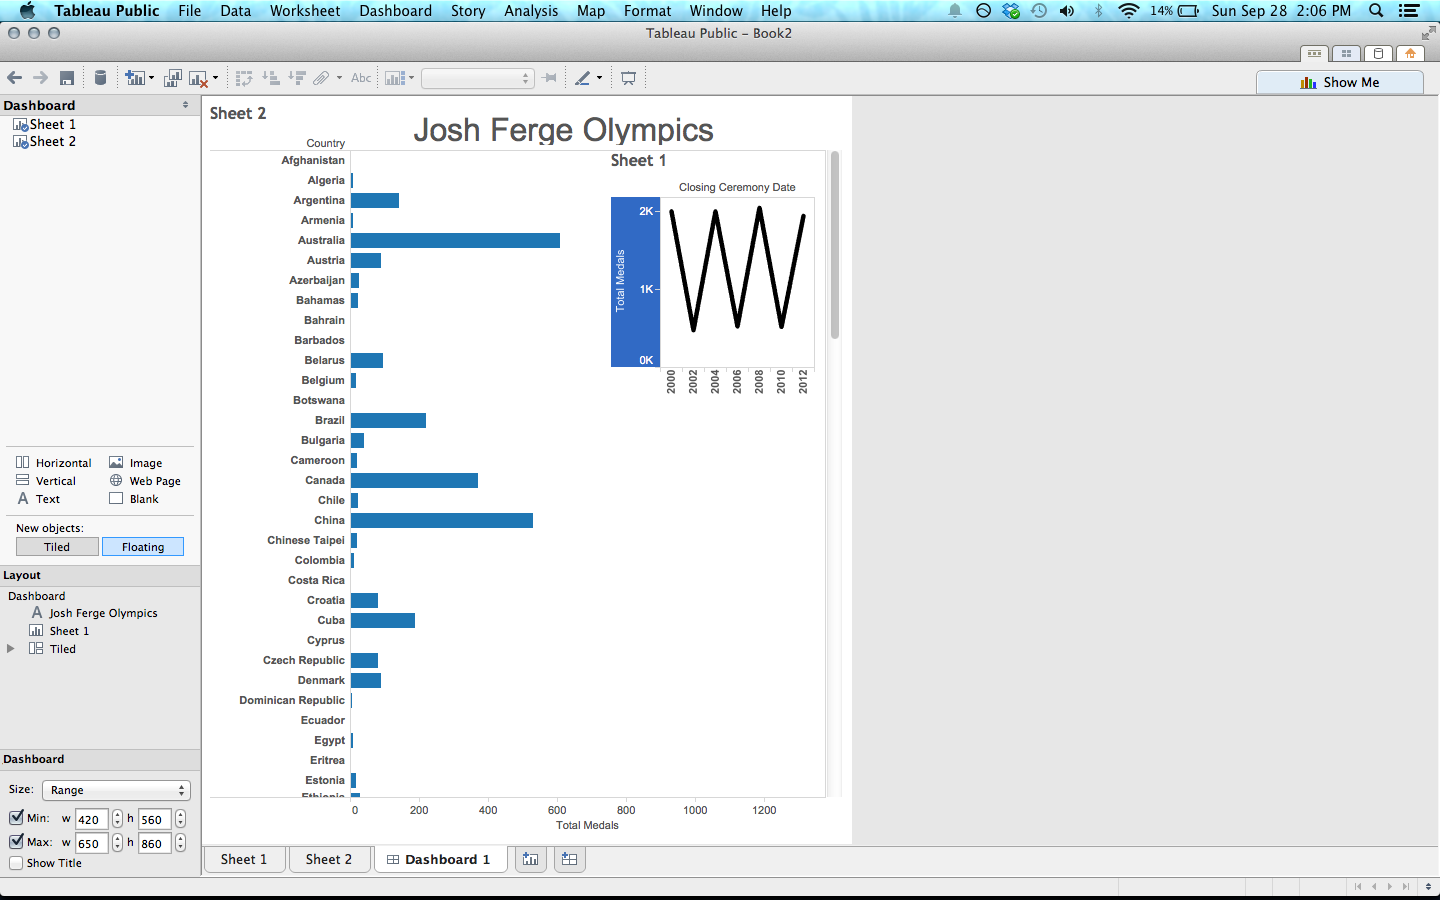 Tableau Public File Data Worksheet Dashboard Story Analysis Map Format Window Help 14% Sun Sep 28 2:06 PM
Tableau Public - Book2
Abc
Show Me
Dashboard
Sheet 1
Sheet 2
Horizontal Image
Vertical Web Page
A Text Blank
New objects:
Tiled Floating
Layout
Dashboard
A Josh Ferge Olympics
Sheet 1
Tiled
Dashboard
Size: Range
Min: w 420 h 560
Max: w 650 h 860
Show Title
Sheet 2
Josh Ferge Olympics
Country
Afghanistan
Algeria
Argentina
Armenia
Australia
Austria
Azerbaijan
Bahamas
Bahrain
Barbados
Belarus
Belgium
Botswana
Brazil
Bulgaria
Cameroon
Canada
Chile
China
Chinese Taipei
Colombia
Costa Rica
Croatia
Cuba
Cyprus
Czech Republic
Denmark
Dominican Republic
Ecuador
Egypt
Eritrea
Estonia
Ethiopia
0 200 400 600 800 1000 1200
Total Medals
Sheet 1
Closing Ceremony Date
Total Medals
2K
1K
0K
2000 2002 2004 2006 2008 2010 2012
Sheet 1 Sheet 2 Dashboard 1